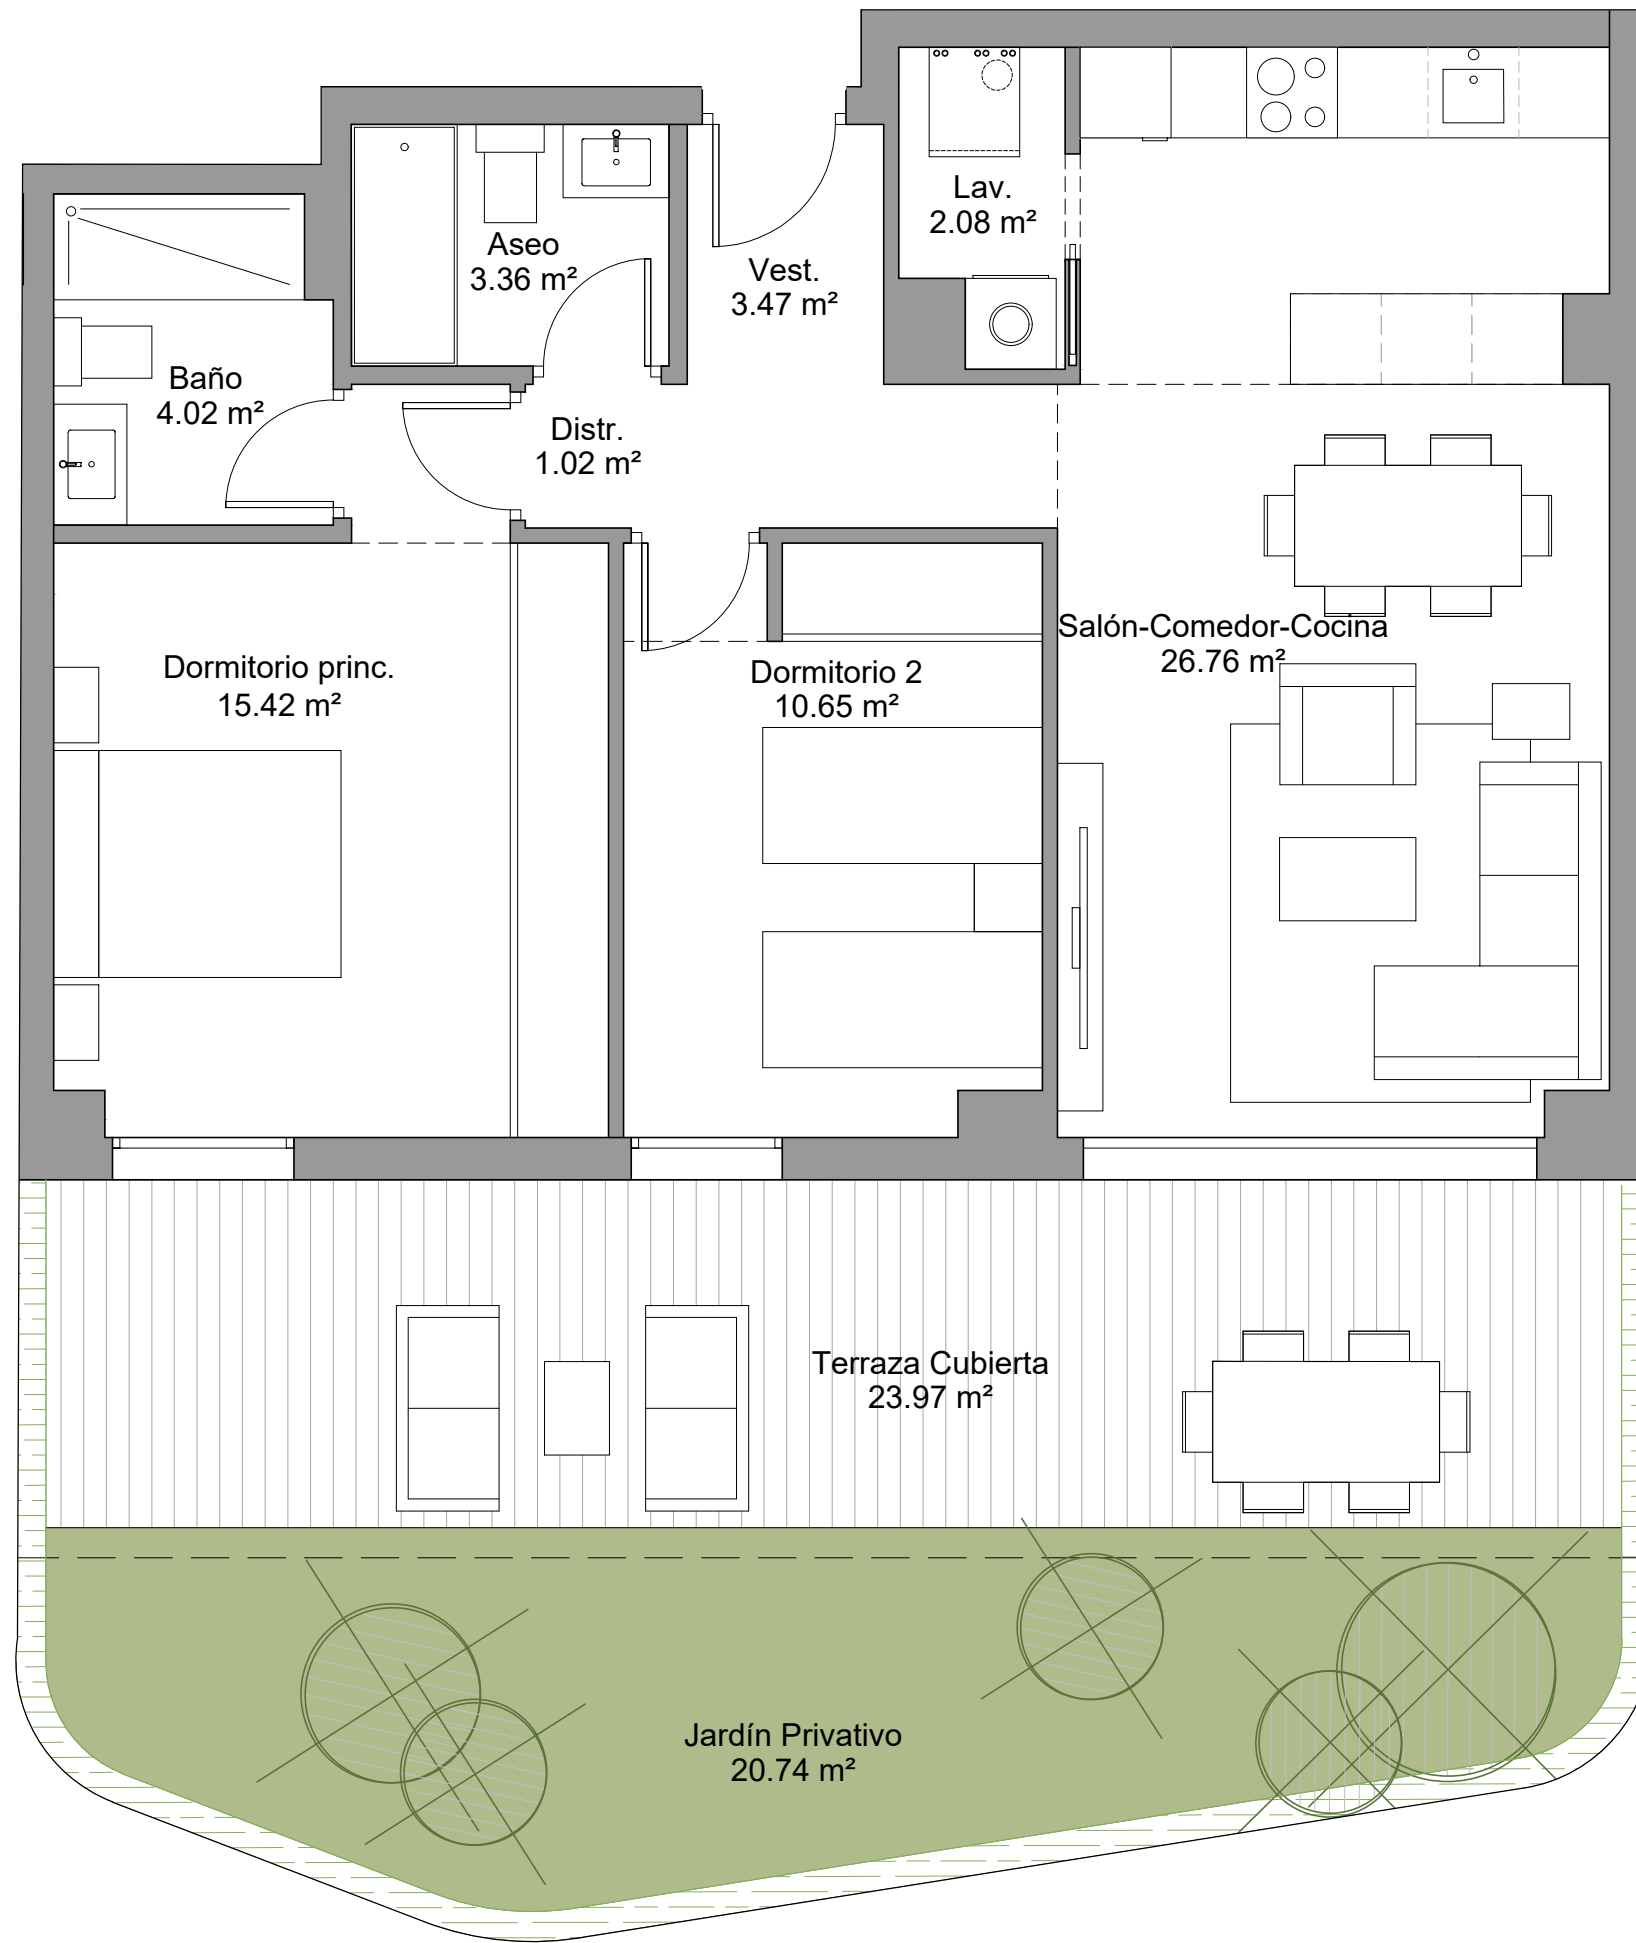 Lav.
2.08 m²
Aseo
3.36 m²
Vest.
3.47 m²
Baño
4.02 m²
Distr.
1.02 m²
Salón-Comedor-Cocina
26.76 m²
Dormitorio princ.
15.42 m²
Dormitorio 2
10.65 m²
Terraza Cubierta
23.97 m²
Jardín Privativo
20.74 m²